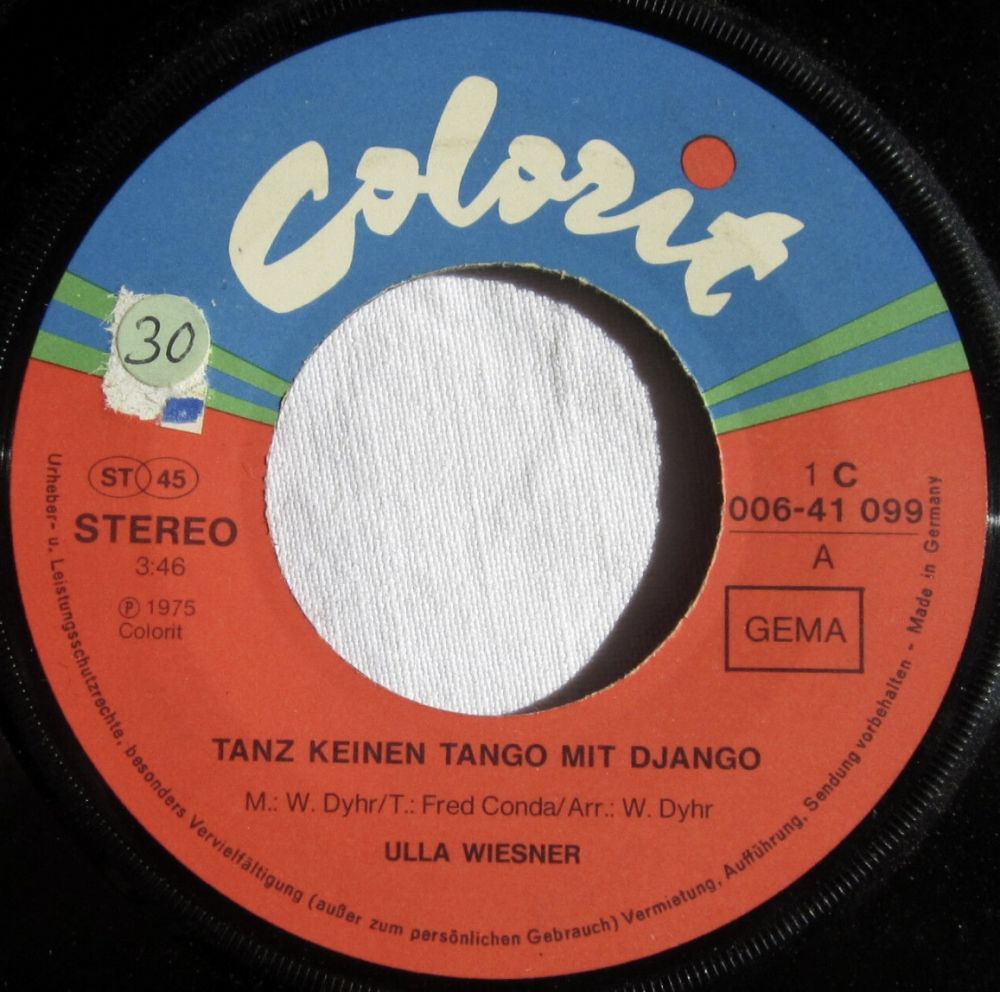 Colorit
30
ST 45
STEREO
3:46
℗ 1975
Colorit
1 C
006-41 099
A
GEMA
TANZ KEINEN TANGO MIT DJANGO
M.: W. Dyhr/T.: Fred Conda/Arr.: W. Dyhr
ULLA WIESNER
Urheber- u. Leistungsschutzrechte, besonders Vervielfältigung (außer zum persönlichen Gebrauch) Vermietung, Aufführung, Sendung vorbehalten - Made in Germany